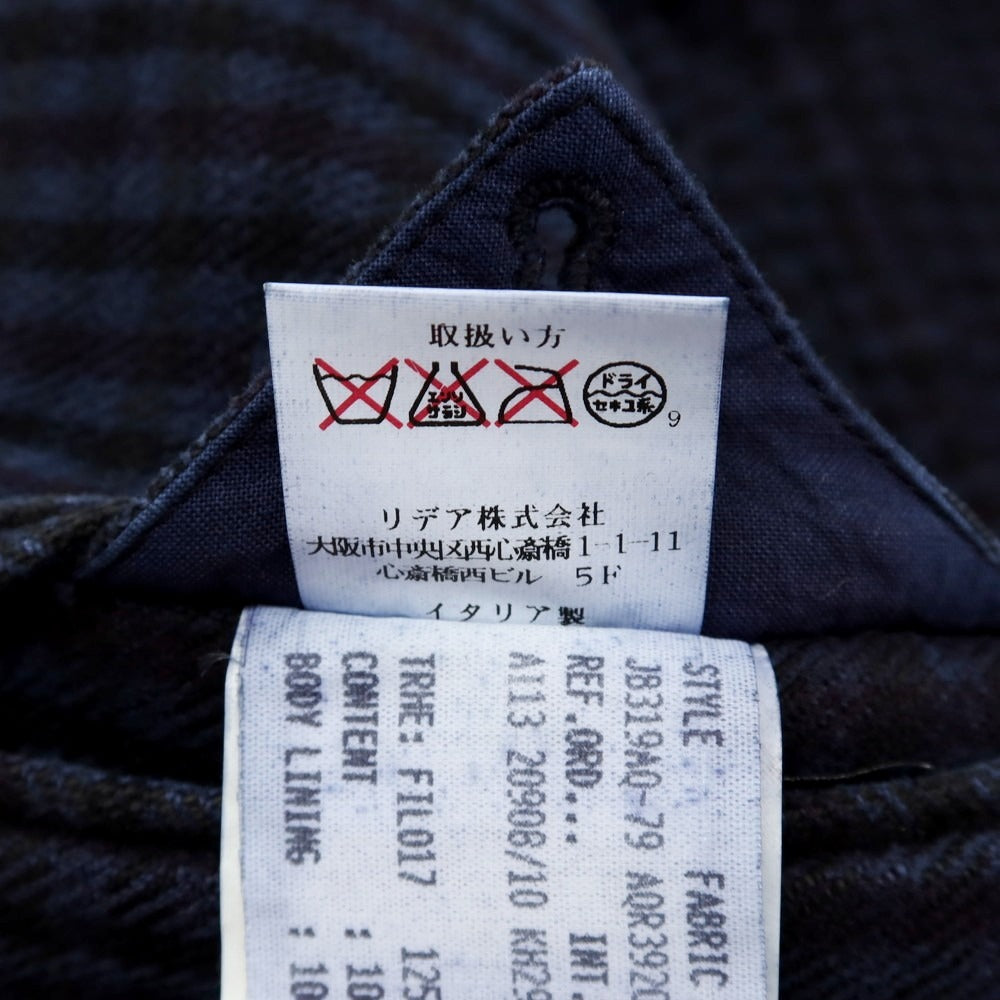 取扱い方
エンソ
サラシ
ドライ
セキユ系
9
リデア株式会社
大阪市中央区西心斎橋1-1-11
心斎橋西ビル 5F
イタリア製
STYLE FABRIC
JB319AQ-79 AQR392
REF.ORD... INT.
A113 20906/10 KH29
TRHE: FILO17 125
CONTENT : 10
BODY LINING : 10